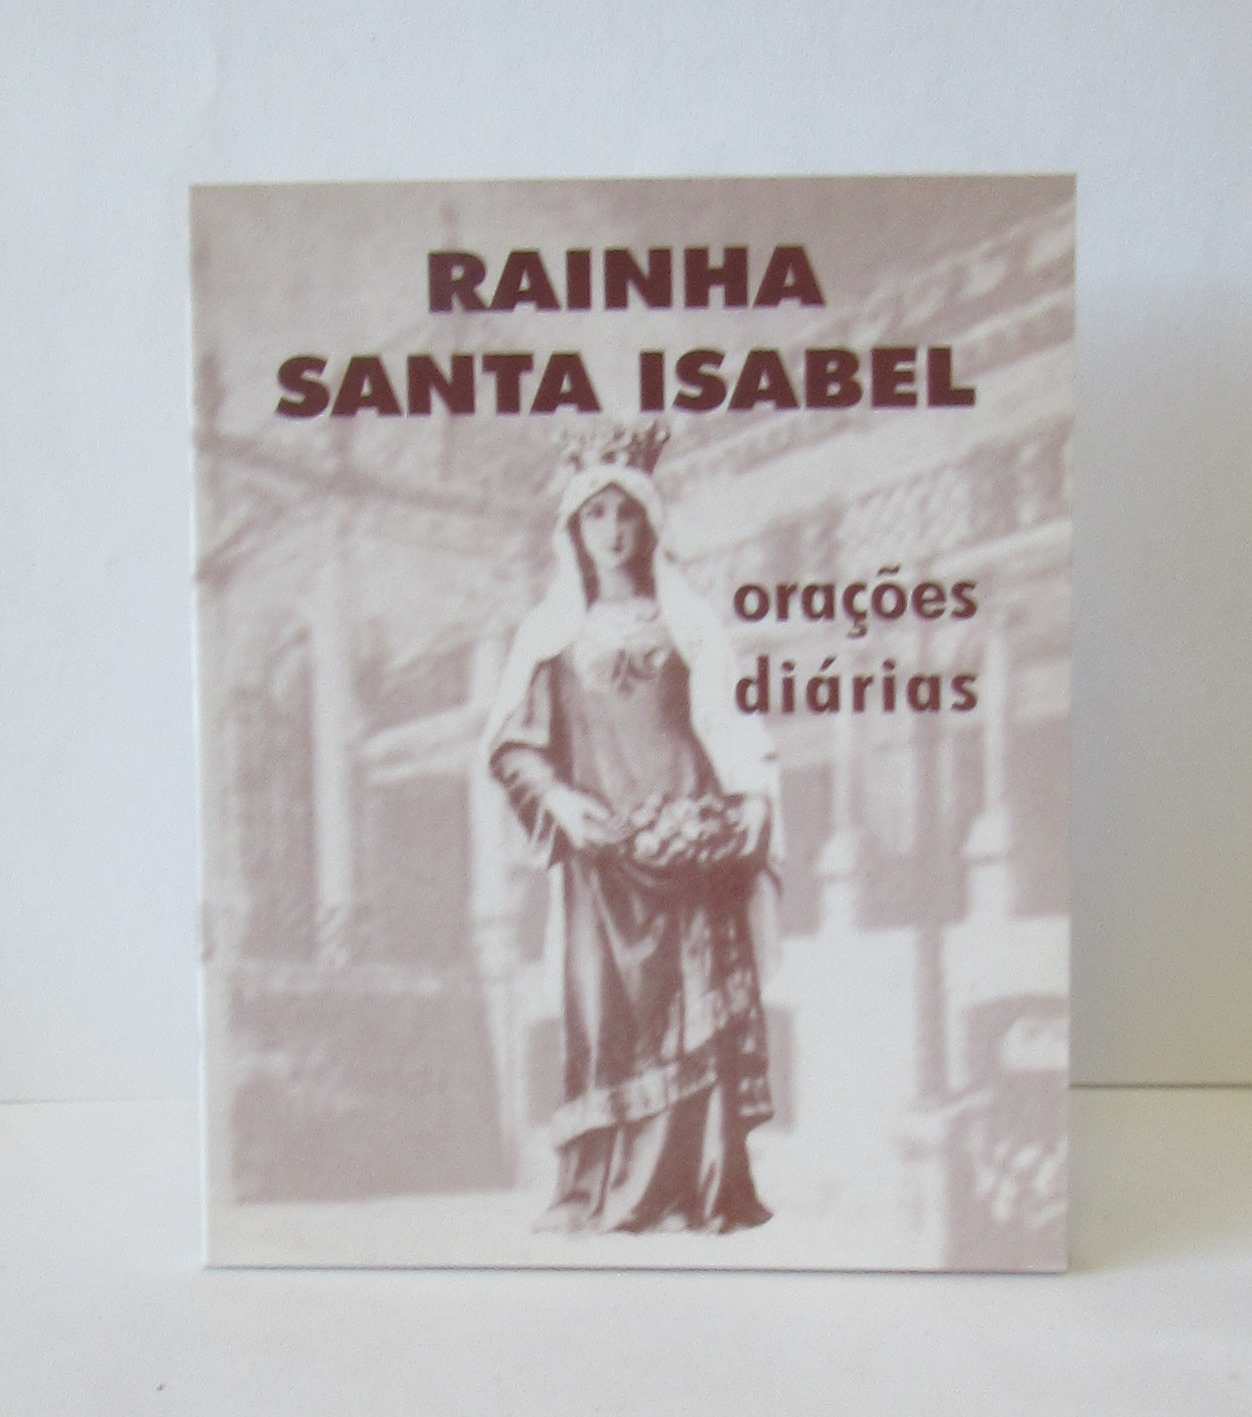 RAINHA
SANTA ISABEL
orações
diárias